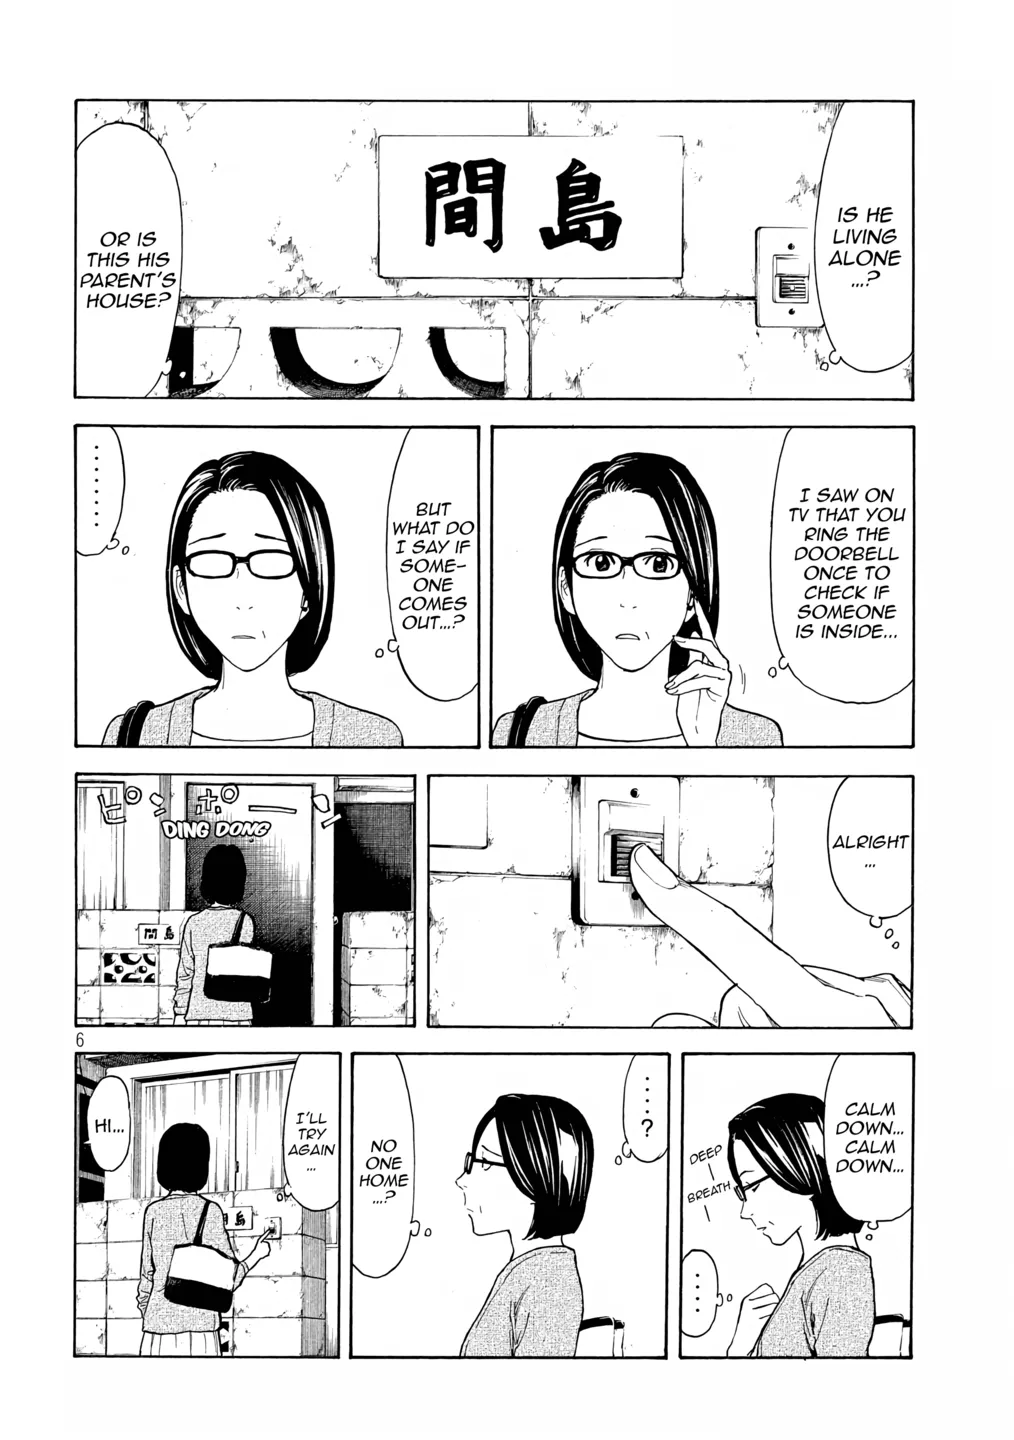 間島
IS HE
LIVING
ALONE
...?
OR IS
THIS HIS
PARENT'S
HOUSE?
I SAW ON
TV THAT YOU
RING THE
DOORBELL
ONCE TO
CHECK IF
SOMEONE
IS INSIDE...
BUT
WHAT DO
I SAY IF
SOME-
ONE
COMES
OUT...?
........
ALRIGHT
...
ピンポーン
DING DONG
間島
6
CALM
DOWN...
CALM
DOWN...
DEEP
BREATH
.....
.....
?
NO
ONE
HOME
...?
I'LL
TRY
AGAIN
...
HI...
間島